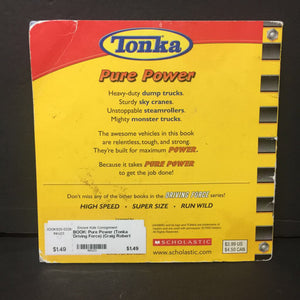 Tonka
Pure Power
Heavy-duty dump trucks.
Sturdy sky cranes.
Unstoppable steamrollers.
Mighty monster trucks.
The awesome vehicles in this book
are relentless, tough, and strong.
They're built for maximum POWER.
Because it takes PURE POWER
to get the job done!
Don't miss any of the other books in the DRIVING FORCE series!
HIGH SPEED • SUPER SIZE • RUN WILD
Encore Kids Consignment
BOOK: Pure Power (Tonka
Driving Force) (Craig Robert
$1.49
$1.49
SCHOLASTIC
www.scholastic.com
$3.99 US
$4.50 CAN